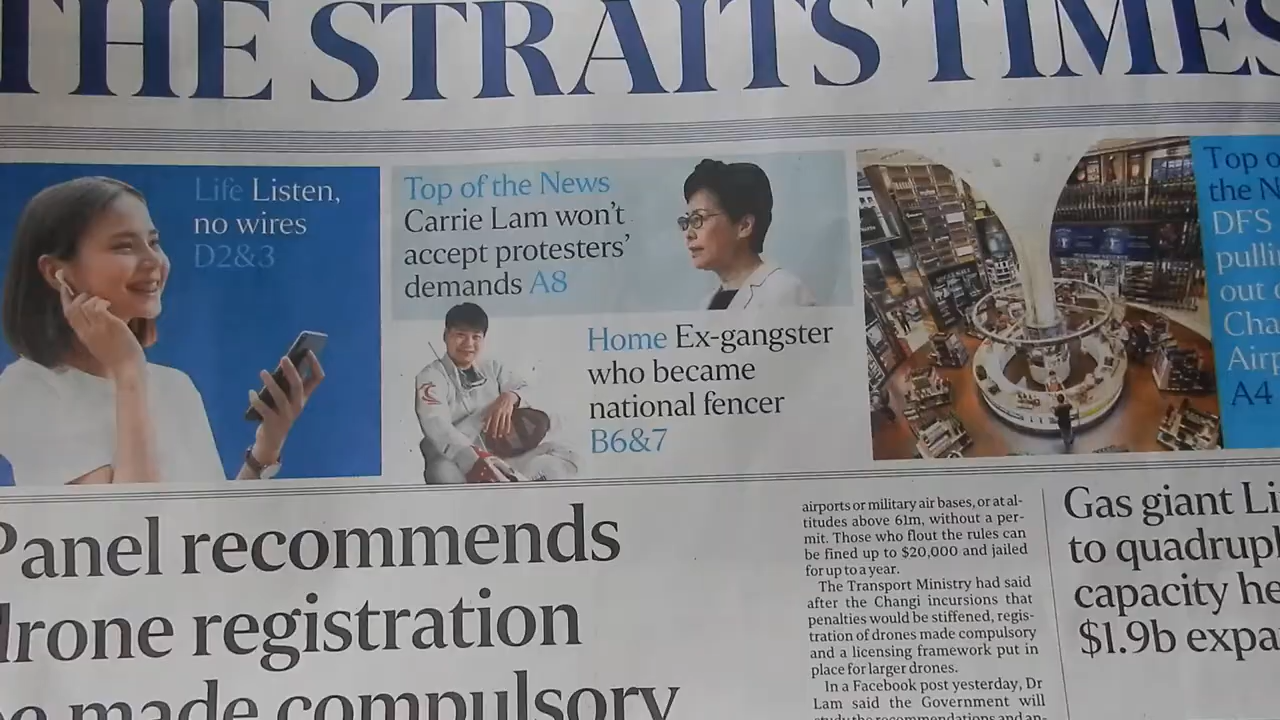 THE STRAITS TIMES
Life Listen,
no wires
D2&3
Top of the News
Carrie Lam won't
accept protesters'
demands A8
Home Ex-gangster
who became
national fencer
B6&7
Top o
the N
DFS
pulli
out
Cha
Airp
A4
Panel recommends
drone registration
be made compulsory
airports or military air bases, or at al-
titudes above 61m, without a per-
mit. Those who flout the rules can
be fined up to $20,000 and jailed
for up to a year.
The Transport Ministry had said
after the Changi incursions that
penalties would be stiffened, regis-
tration of drones made compulsory
and a licensing framework put in
place for larger drones.
In a Facebook post yesterday, Dr
Lam said the Government will
study the recommendations and an-
Gas giant Li
to quadrupl
capacity he
$1.9b expa